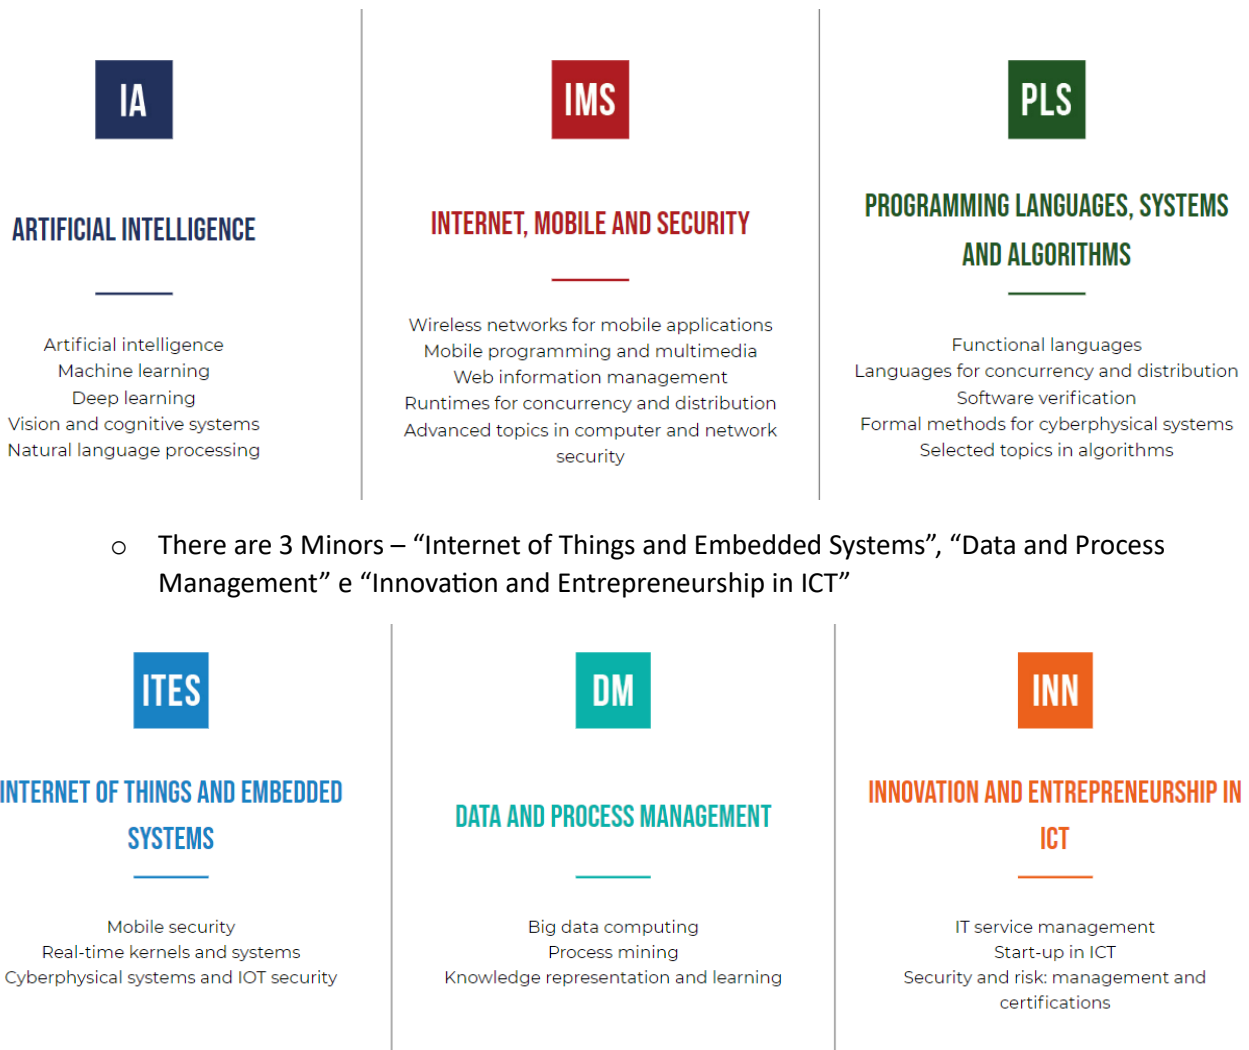 IA
ARTIFICIAL INTELLIGENCE
Artificial intelligence
Machine learning
Deep learning
Vision and cognitive systems
Natural language processing
IMS
INTERNET, MOBILE AND SECURITY
Wireless networks for mobile applications
Mobile programming and multimedia
Web information management
Runtimes for concurrency and distribution
Advanced topics in computer and network
security
PLS
PROGRAMMING LANGUAGES, SYSTEMS
AND ALGORITHMS
Functional languages
Languages for concurrency and distribution
Software verification
Formal methods for cyberphysical systems
Selected topics in algorithms
o There are 3 Minors – “Internet of Things and Embedded Systems”, “Data and Process
Management” e “Innovation and Entrepreneurship in ICT”
ITES
INTERNET OF THINGS AND EMBEDDED
SYSTEMS
Mobile security
Real-time kernels and systems
Cyberphysical systems and IOT security
DM
DATA AND PROCESS MANAGEMENT
Big data computing
Process mining
Knowledge representation and learning
INN
INNOVATION AND ENTREPRENEURSHIP IN
ICT
IT service management
Start-up in ICT
Security and risk: management and
certifications